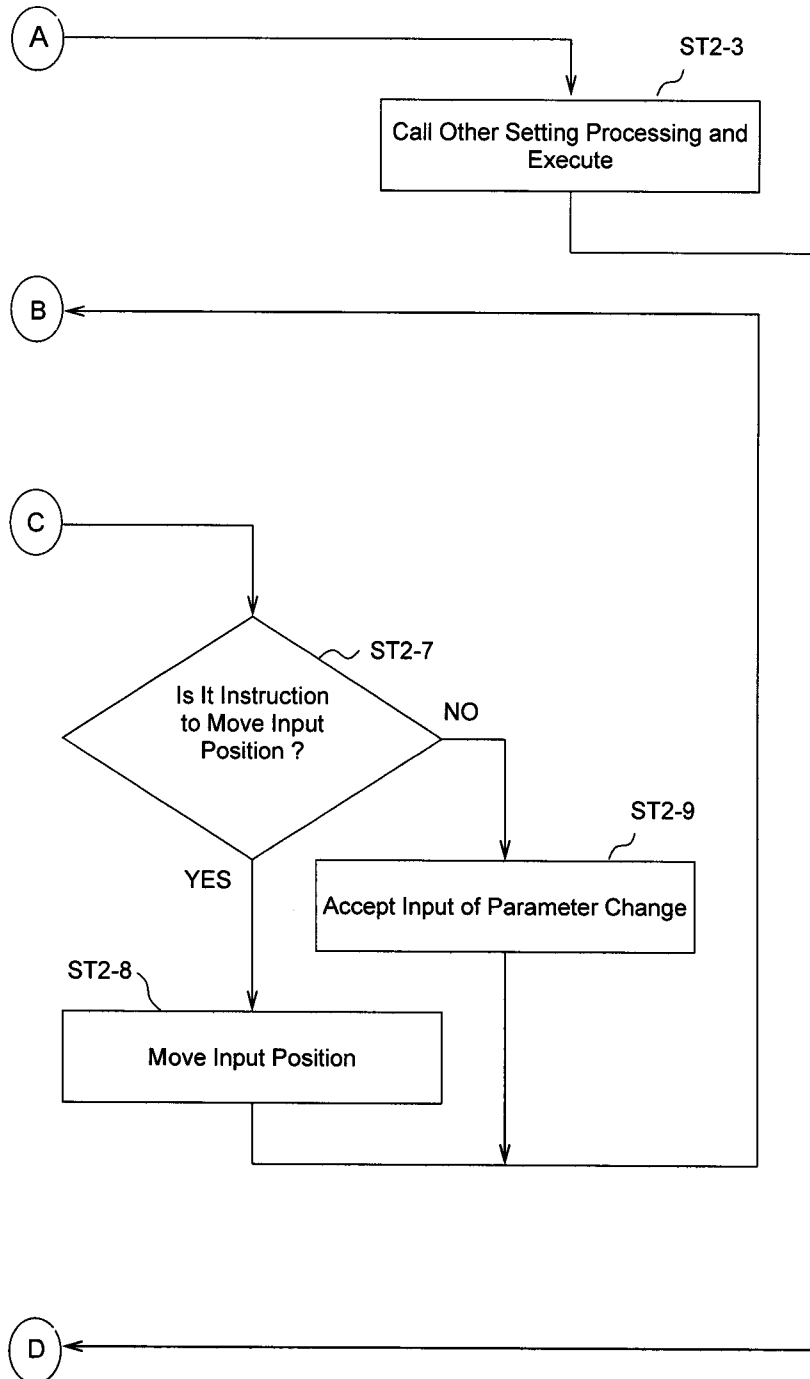 A
ST2-3
Call Other Setting Processing and
Execute
B
C
ST2-7
Is It Instruction
to Move Input
Position ?
NO
ST2-9
YES
Accept Input of Parameter Change
ST2-8
Move Input Position
D